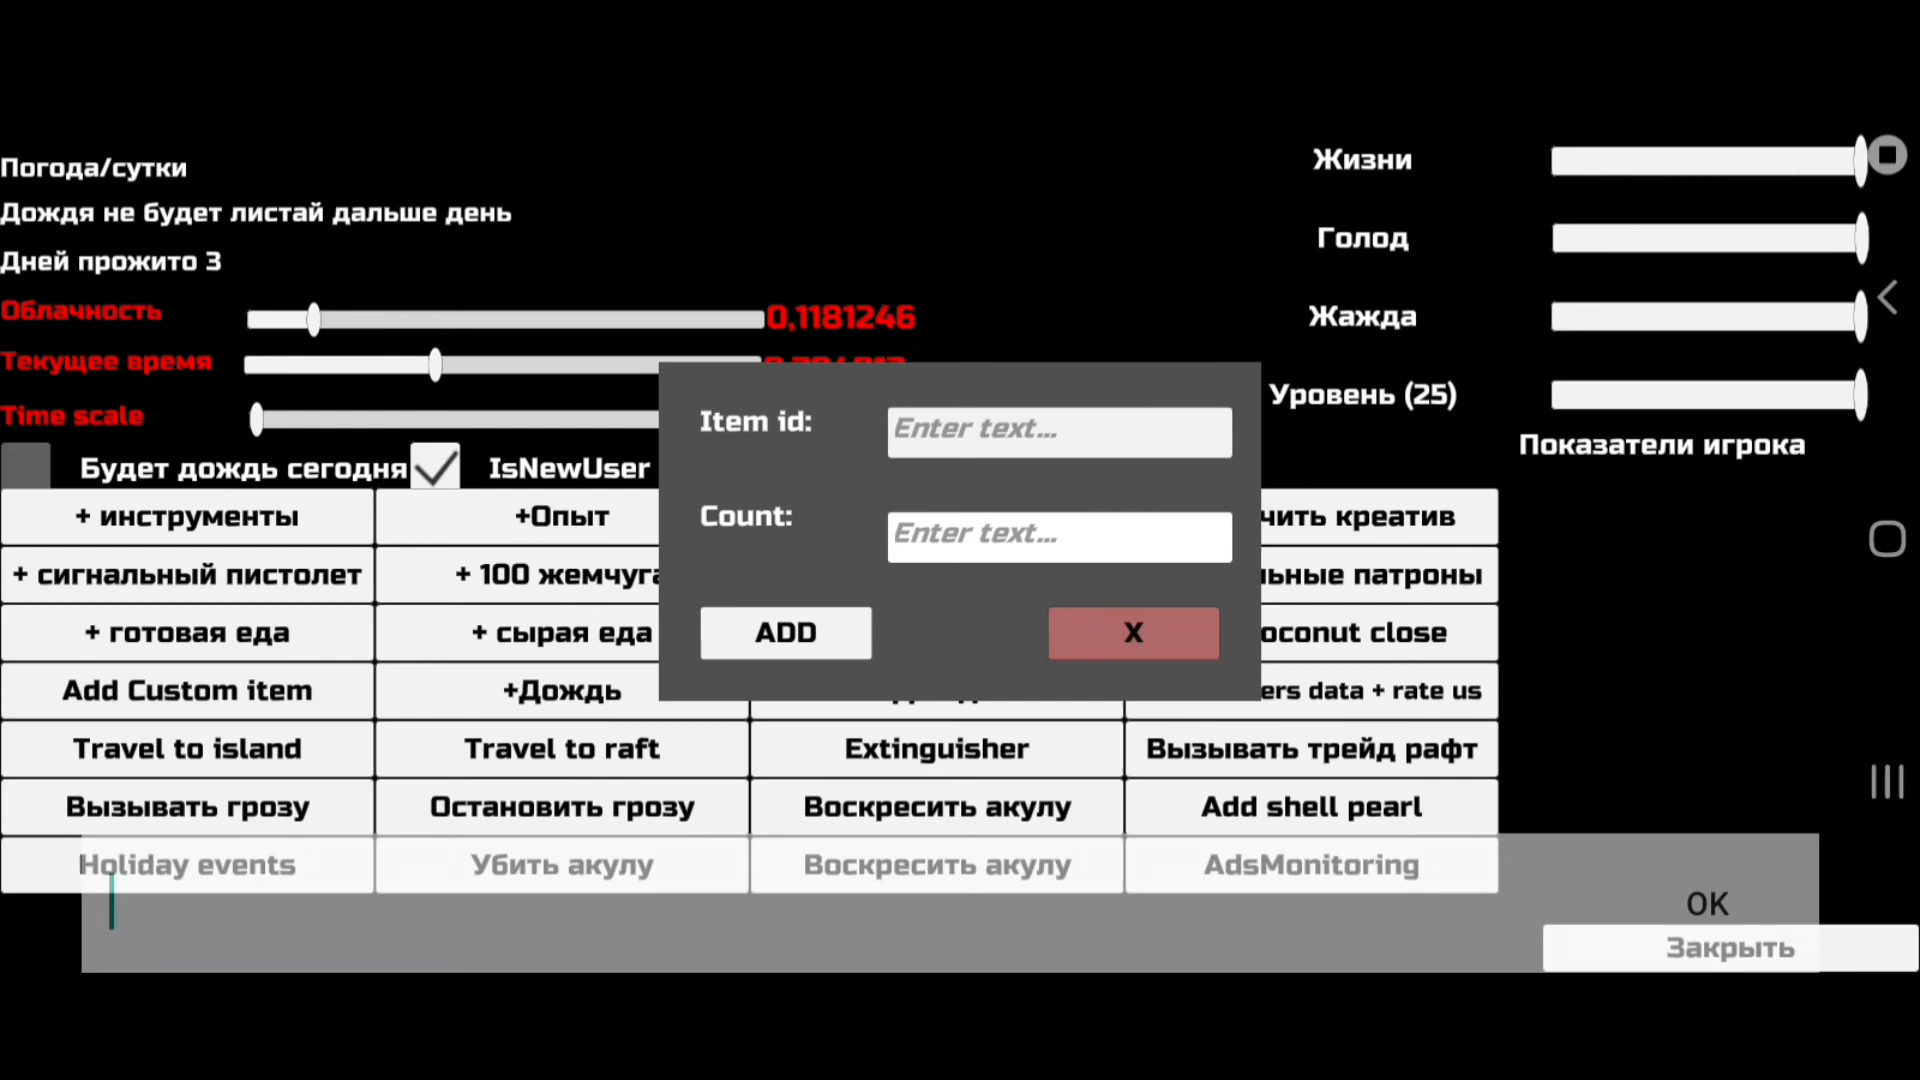 Погода/сутки
Дождя не будет листай дальше день
Дней прожито 3
Облачность 0,1181246
Текущее время
Time scale
Будет дождь сегодня IsNewUser
Жизни
Голод
Жажда
Уровень (25)
Показатели игрока
Item id: Enter text...
Count: Enter text...
ADD X
+ инструменты +Опыт чить креатив
+ сигнальный пистолет + 100 жемчуга льные патроны
+ готовая еда + сырая еда oconut close
Add Custom item +Дождь ers data + rate us
Travel to island Travel to raft Extinguisher Вызывать трейд рафт
Вызывать грозу Остановить грозу Воскресить акулу Add shell pearl
Holiday events Убить акулу Воскресить акулу AdsMonitoring
OK
Закрыть